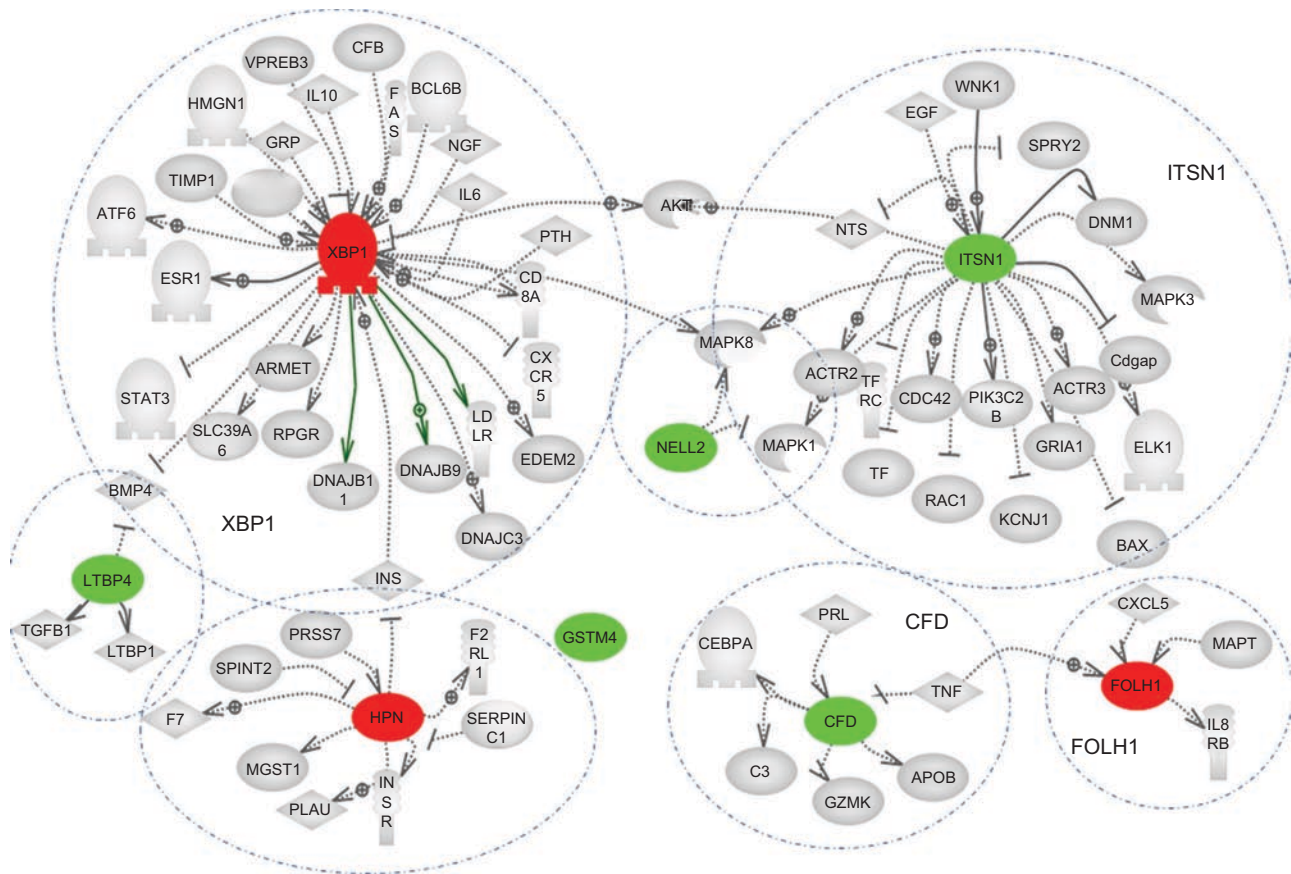 CFB
VPREB3
BCL6B
IL10
HMGN1
F
A
S
GRP
NGF
TIMP1
IL6
ATF6
XBP1
PTH
ESR1
CD
8A
STAT3
ARMET
CX
CR
5
SLC39A
6
RPGR
LD
LR
DNAJB1
1
DNAJB9
EDEM2
DNAJC3
BMP4
XBP1
INS
WNK1
EGF
SPRY2
ITSN1
AKT
NTS
DNM1
ITSN1
MAPK3
MAPK8
ACTR2
TF
RC
CDC42
PIK3C2
B
ACTR3
Cdgap
NELL2
MAPK1
GRIA1
ELK1
TF
RAC1
KCNJ1
BAX
LTBP4
TGFB1
LTBP1
GSTM4
PRSS7
F2
RL
1
SPINT2
F7
HPN
SERPIN
C1
MGST1
PLAU
IN
S
R
PRL
CFD
CEBPA
TNF
CFD
C3
GZMK
APOB
CXCL5
MAPT
FOLH1
IL8
RB
FOLH1